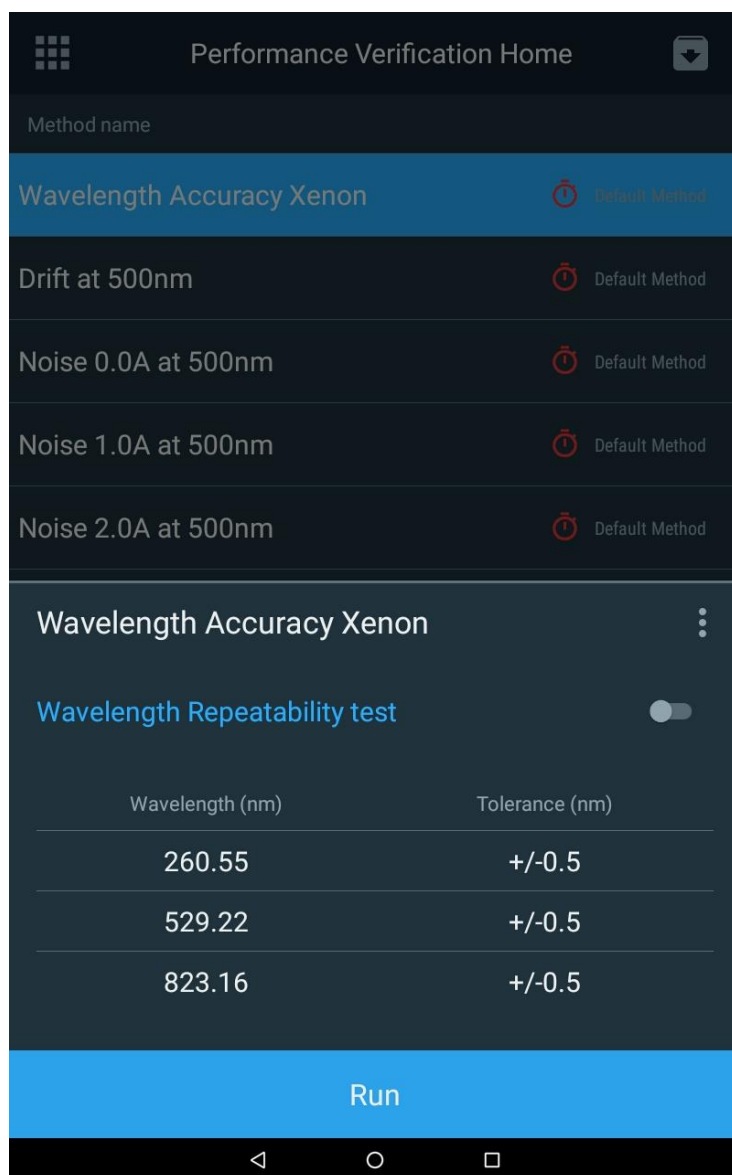 Performance Verification Home
Method name
Wavelength Accuracy Xenon Default Method
Drift at 500nm Default Method
Noise 0.0A at 500nm Default Method
Noise 1.0A at 500nm Default Method
Noise 2.0A at 500nm Default Method
Wavelength Accuracy Xenon
Wavelength Repeatability test
Wavelength (nm) Tolerance (nm)
260.55 +/-0.5
529.22 +/-0.5
823.16 +/-0.5
Run